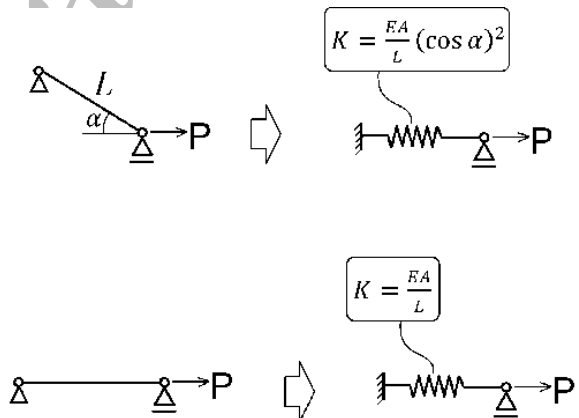 K = EA/L (cos α)²
L
α
P
P
K = EA/L
P
P